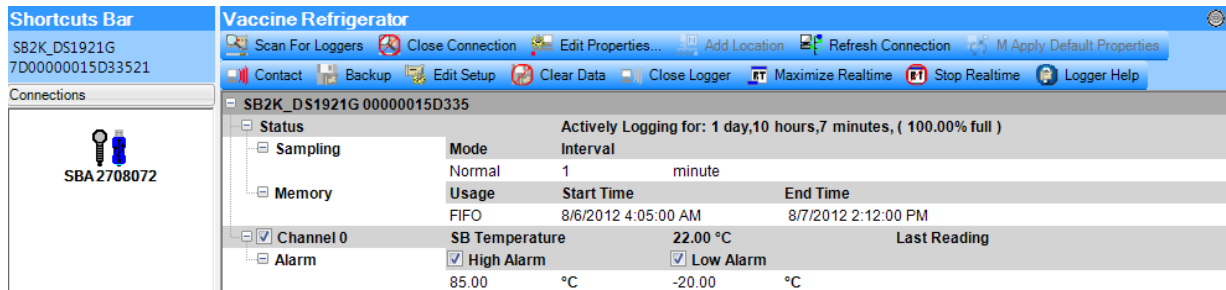 Shortcuts Bar
SB2K_DS1921G
7D00000015D33521
Connections
SBA2708072
Vaccine Refrigerator
Scan For Loggers Close Connection Edit Properties... Add Location Refresh Connection M Apply Default Properties
Contact Backup Edit Setup Clear Data Close Logger RT Maximize Realtime Stop Realtime Logger Help
SB2K_DS1921G 00000015D335
Status Actively Logging for: 1 day,10 hours,7 minutes, ( 100.00% full )
Sampling Mode Interval
Normal 1 minute
Memory Usage Start Time End Time
FIFO 8/6/2012 4:05:00 AM 8/7/2012 2:12:00 PM
Channel 0 SB Temperature 22.00 °C Last Reading
Alarm High Alarm Low Alarm
85.00 °C -20.00 °C